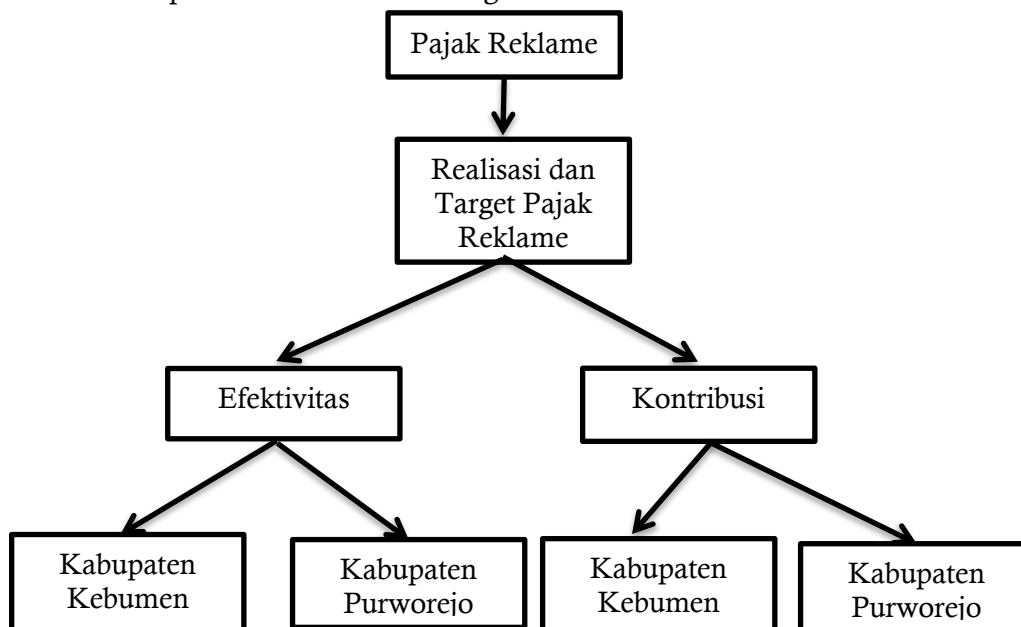 Pajak Reklame
Realisasi dan
Target Pajak
Reklame
Efektivitas
Kontribusi
Kabupaten
Kebumen
Kabupaten
Purworejo
Kabupaten
Kebumen
Kabupaten
Purworejo